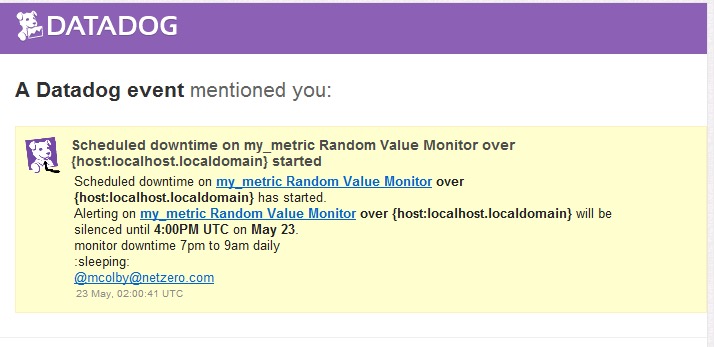 DATADOG
A Datadog event mentioned you:
Scheduled downtime on my_metric Random Value Monitor over
{host:localhost.localdomain} started
Scheduled downtime on my_metric Random Value Monitor over
{host:localhost.localdomain} has started.
Alerting on my_metric Random Value Monitor over {host:localhost.localdomain} will be
silenced until 4:00PM UTC on May 23.
monitor downtime 7pm to 9am daily
:sleeping:
@mcolby@netzero.com
23 May, 02:00:41 UTC